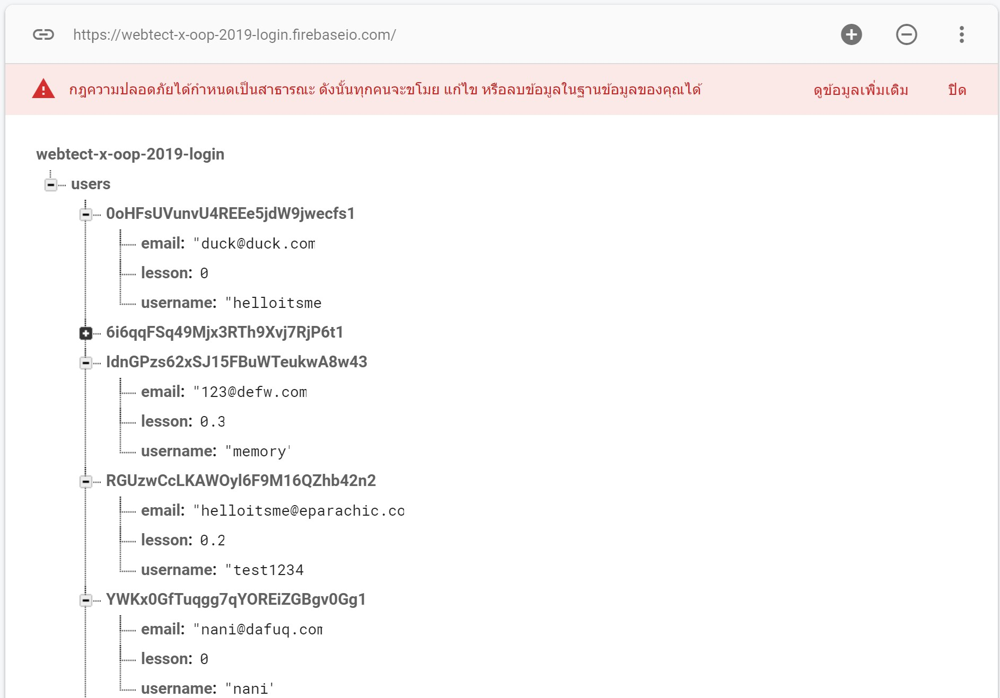 https://webtect-x-oop-2019-login.firebaseio.com/
กฎความปลอดภัยได้กำหนดเป็นสาธารณะ ดังนั้นทุกคนจะขโมย แก้ไข หรือลบข้อมูลในฐานข้อมูลของคุณได้ ดูข้อมูลเพิ่มเติม ปิด
webtect-x-oop-2019-login
users
0oHFsUVunvU4REEe5jdW9jwecfs1
email: "duck@duck.com
lesson: 0
username: "helloitsme
6i6qqFSq49Mjx3RTh9Xvj7RjP6t1
IdnGPzs62xSJ15FBuWTeukwA8w43
email: "123@defw.com
lesson: 0.3
username: "memory'
RGUzwCcLKAWOyl6F9M16QZhb42n2
email: "helloitsme@eparachic.co
lesson: 0.2
username: "test1234
YWKx0GfTuqgg7qYOREiZGBgv0Gg1
email: "nani@dafuq.com
lesson: 0
username: "nani'